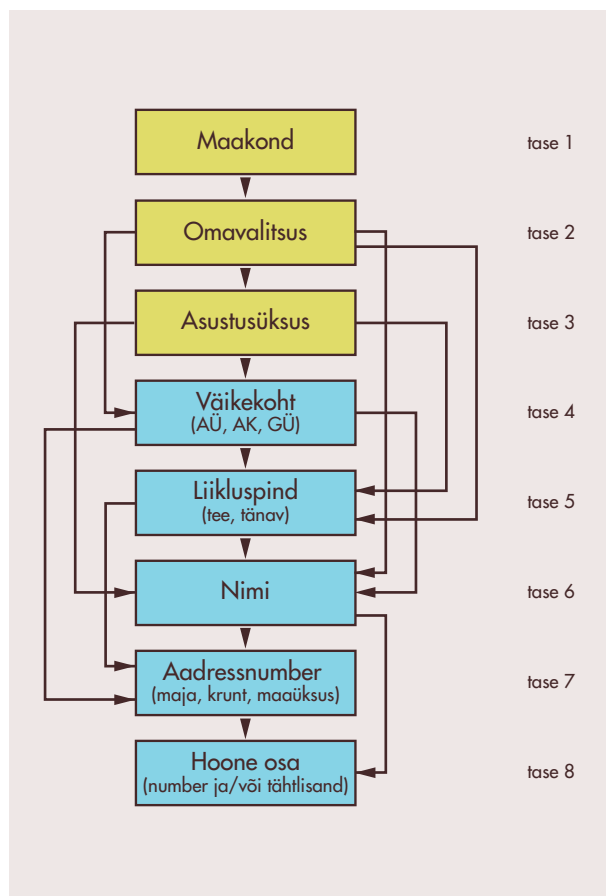 Maakond
tase 1
Omavalitsus
tase 2
Asustusüksus
tase 3
Väikekoht
(AÜ, AK, GÜ)
tase 4
Liikluspind
(tee, tänav)
tase 5
Nimi
tase 6
Aadressnumber
(maja, krunt, maaüksus)
tase 7
Hoone osa
(number ja/või tähtlisand)
tase 8